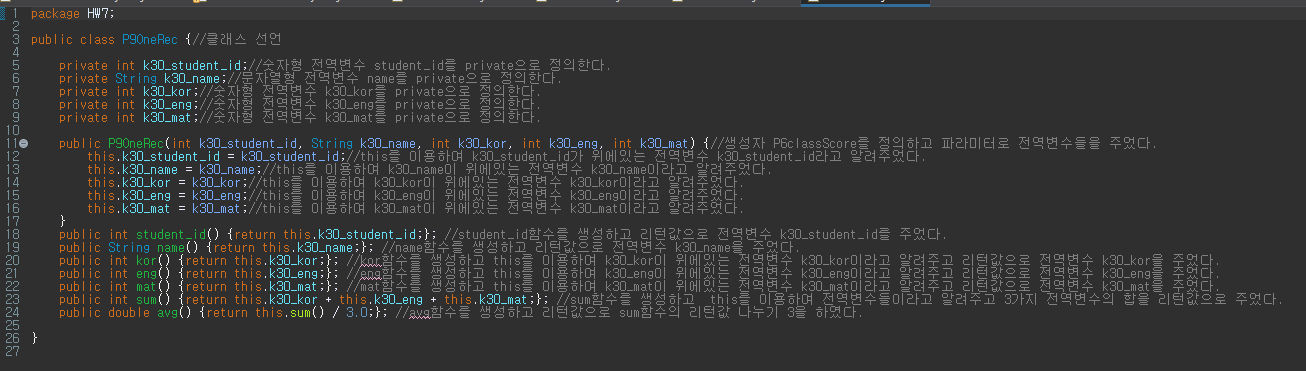 1 package HW7;
2
3 public class P9OneRec {//클래스 선언
4
5 private int k30_student_id;//숫자형 전역변수 student_id를 private으로 정의한다.
6 private String k30_name;//문자열형 전역변수 name를 private으로 정의한다.
7 private int k30_kor;//숫자형 전역변수 k30_kor를 private으로 정의한다.
8 private int k30_eng;//숫자형 전역변수 k30_eng를 private으로 정의한다.
9 private int k30_mat;//숫자형 전역변수 k30_mat를 private으로 정의한다.
10
11 public P9OneRec(int k30_student_id, String k30_name, int k30_kor, int k30_eng, int k30_mat) {//생성자 P6classScore를 정의하고 파라미터로 전역변수들을 주었다.
12 this.k30_student_id = k30_student_id;//this를 이용하여 k30_student_id가 위에있는 전역변수 k30_student_id라고 알려주었다.
13 this.k30_name = k30_name;//this를 이용하여 k30_name이 위에있는 전역변수 k30_name이라고 알려주었다.
14 this.k30_kor = k30_kor;//this를 이용하여 k30_kor이 위에있는 전역변수 k30_kor이라고 알려주었다.
15 this.k30_eng = k30_eng;//this를 이용하여 k30_eng이 위에있는 전역변수 k30_eng이라고 알려주었다.
16 this.k30_mat = k30_mat;//this를 이용하여 k30_mat이 위에있는 전역변수 k30_mat이라고 알려주었다.
17 }
18 public int student_id() {return this.k30_student_id;}; //student_id함수를 생성하고 리턴값으로 전역변수 k30_student_id를 주었다.
19 public String name() {return this.k30_name;}; //name함수를 생성하고 리턴값으로 전역변수 k30_name을 주었다.
20 public int kor() {return this.k30_kor;}; //kor함수를 생성하고 this를 이용하여 k30_kor이 위에있는 전역변수 k30_kor이라고 알려주고 리턴값으로 전역변수 k30_kor을 주었다.
21 public int eng() {return this.k30_eng;}; //eng함수를 생성하고 this를 이용하여 k30_eng이 위에있는 전역변수 k30_eng이라고 알려주고 리턴값으로 전역변수 k30_eng를 주었다.
22 public int mat() {return this.k30_mat;}; //mat함수를 생성하고 this를 이용하여 k30_mat이 위에있는 전역변수 k30_mat이라고 알려주고 리턴값으로 전역변수 k30_mat을 주었다.
23 public int sum() {return this.k30_kor + this.k30_eng + this.k30_mat;}; //sum함수를 생성하고 this를 이용하여 전역변수들이라고 알려주고 3가지 전역변수의 합을 리턴값으로 주었다.
24 public double avg() {return this.sum() / 3.0;}; //avg함수를 생성하고 리턴값으로 sum함수의 리턴값 나누기 3을 하였다.
25
26 }
27